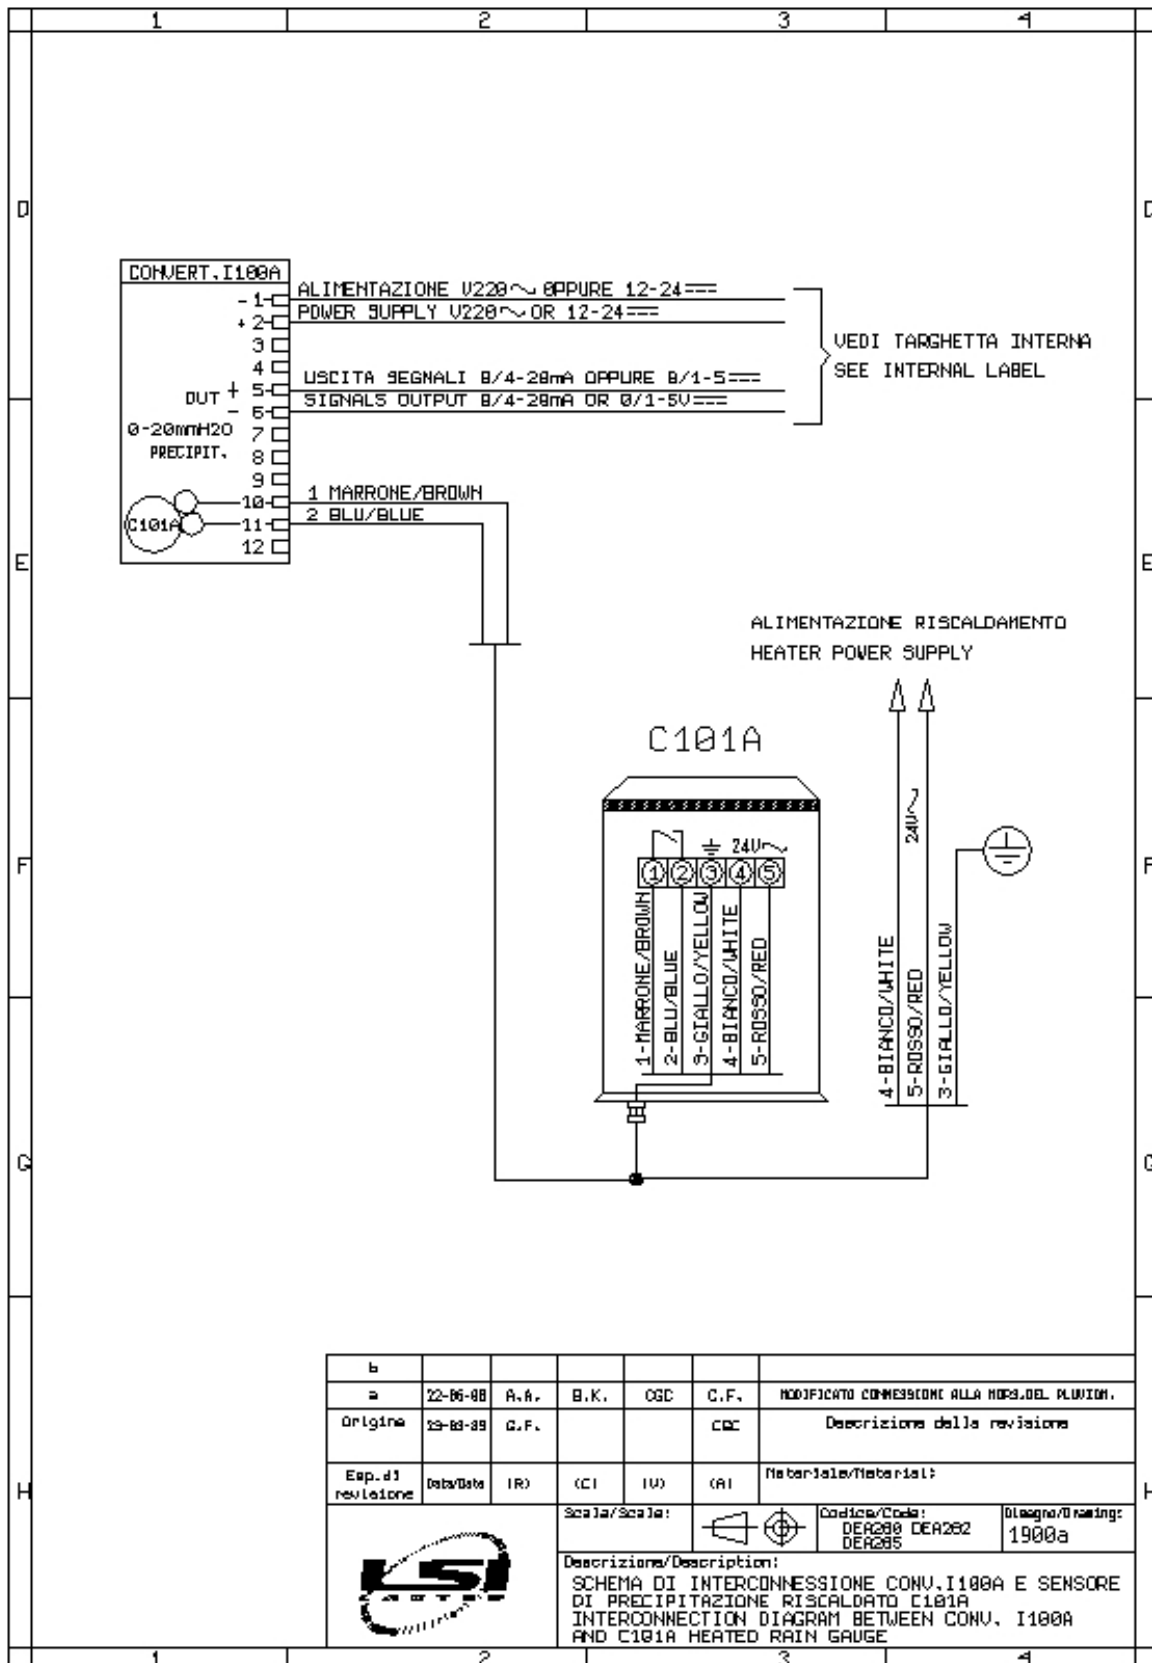 1 2 3 4
D D
CONVERT.I100A
- 1
+ 2
3
4
OUT + 5
- 6
0-20mmH2O 7
PRECIPIT. 8
9
10
C101A 11
12
ALIMENTAZIONE V220~ OPPURE 12-24
POWER SUPPLY V220~ OR 12-24
USCITA SEGNALI 0/4-20mA OPPURE 0/1-5
SIGNALS OUTPUT 0/4-20mA OR 0/1-5V
VEDI TARGHETTA INTERNA
SEE INTERNAL LABEL
1 MARRONE/BROWN
2 BLU/BLUE
E E
ALIMENTAZIONE RISCALDAMENTO
HEATER POWER SUPPLY
C101A
24V~
1 2 3 4 5
1-MARRONE/BROWN
2-BLU/BLUE
3-GIALLO/YELLOW
4-BIANCO/WHITE
5-ROSSO/RED
24V~
4-BIANCO/WHITE
5-ROSSO/RED
3-GIALLO/YELLOW
F F
G G
H H
b
a A.A. B.K. CGC C.F. MODIFICATO CONNESSIONI ALLA MORS.DEL PLUVIOM.
Origine G.F. CGC Descrizione della revisione
Esp.di revisione Data/Date (R) (C) (V) (A) Materiale/Material:
Scala/Scale:
Codice/Code:
DEA280 DEA282
DEA285
Disegno/Drawing:
1900a
LSI
LASTEM
Descrizione/Description:
SCHEMA DI INTERCONNESSIONE CONV.I100A E SENSORE
DI PRECIPITAZIONE RISCALDATO C101A
INTERCONNECTION DIAGRAM BETWEEN CONV. I100A
AND C101A HEATED RAIN GAUGE
1 2 3 4